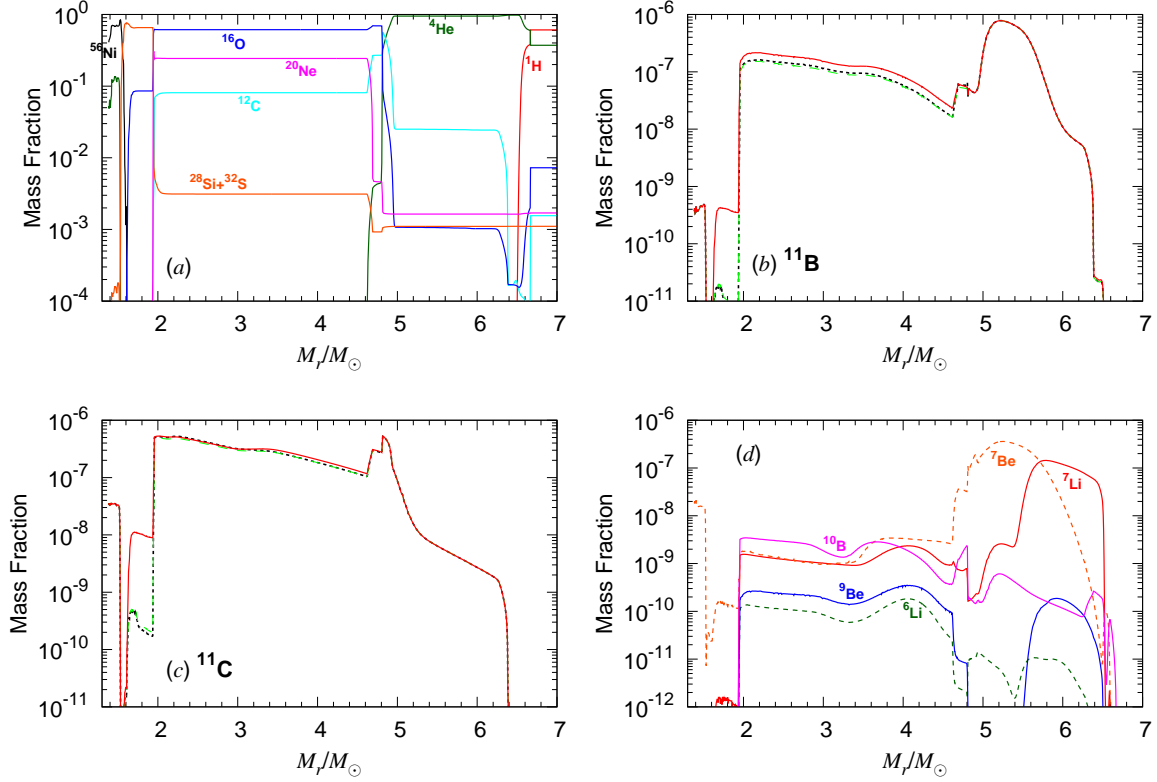 10⁰
10⁻¹
10⁻²
10⁻³
10⁻⁴
Mass Fraction
⁵⁶Ni
¹⁶O
²⁰Ne
¹²C
²⁸Si+³²S
⁴He
¹H
(a)
2 3 4 5 6 7
Mᵣ/M☉
10⁻⁶
10⁻⁷
10⁻⁸
10⁻⁹
10⁻¹⁰
10⁻¹¹
Mass Fraction
(b) ¹¹B
2 3 4 5 6 7
Mᵣ/M☉
10⁻⁶
10⁻⁷
10⁻⁸
10⁻⁹
10⁻¹⁰
10⁻¹¹
Mass Fraction
(c) ¹¹C
2 3 4 5 6 7
Mᵣ/M☉
10⁻⁶
10⁻⁷
10⁻⁸
10⁻⁹
10⁻¹⁰
10⁻¹¹
10⁻¹²
Mass Fraction
(d)
⁷Be
⁷Li
¹⁰B
⁹Be
⁶Li
2 3 4 5 6 7
Mᵣ/M☉